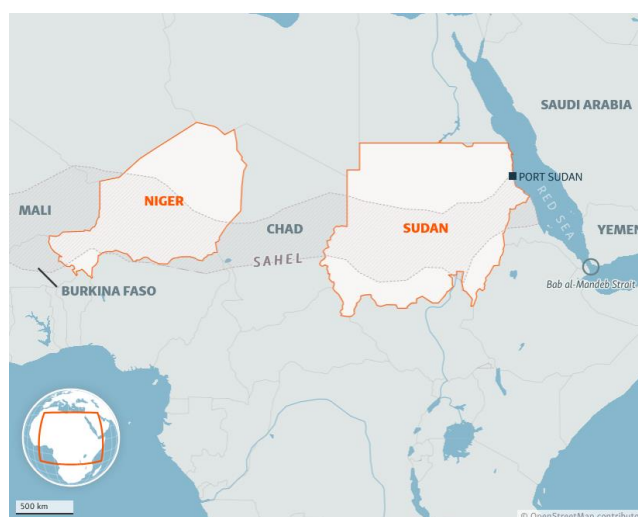 SAUDI ARABIA
PORT SUDAN
RED SEA
MALI
NIGER
CHAD
SUDAN
YEMEN
SAHEL
BURKINA FASO
Bab al-Mandeb Strait
500 km
© OpenStreetMap contribute